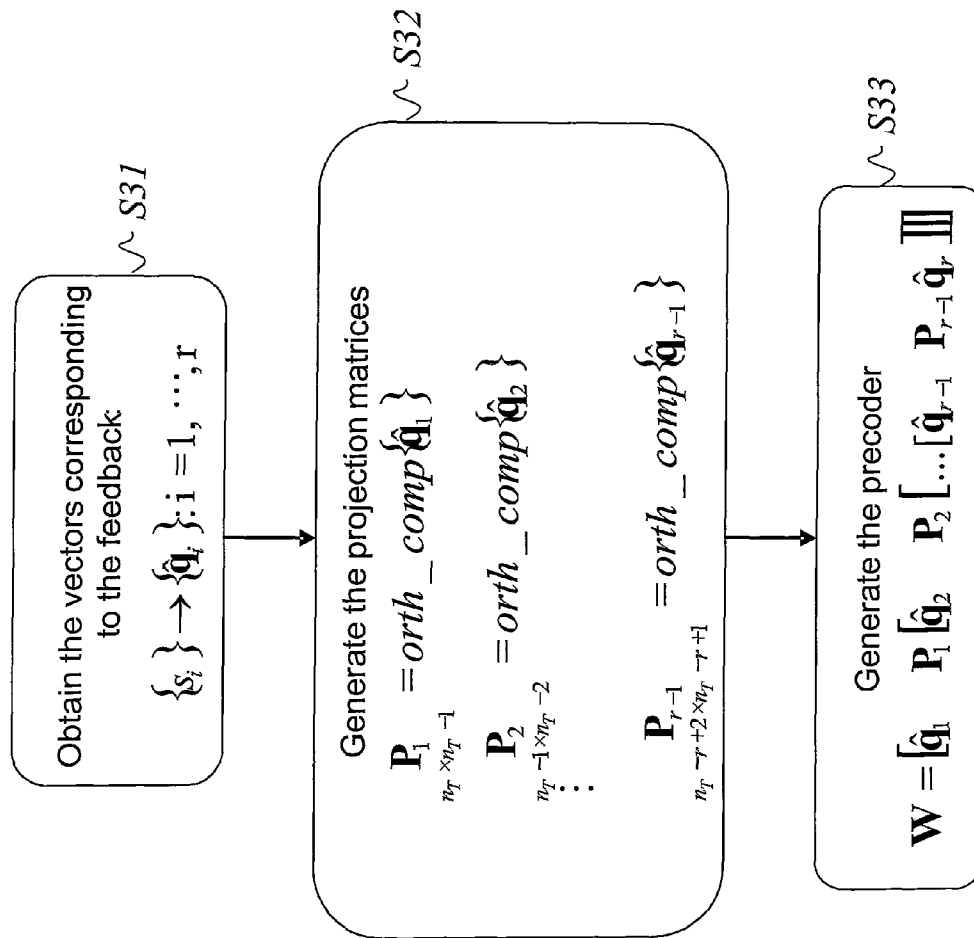 Obtain the vectors corresponding
to the feedback:
{s_i} → {q̂_i}: i = 1, ⋯, r
S31
Generate the projection matrices
P_1 = orth_comp{q̂_1}
n_T × n_T −1
P_2 = orth_comp{q̂_2}
n_T −1 × n_T −2
⋯
P_{r−1} = orth_comp{q̂_{r−1}}
n_T −r+2 × n_T −r+1
S32
Generate the precoder
W = [q̂_1 P_1 [q̂_2 P_2 [...[q̂_{r−1} P_{r−1} q̂_r ]]]]
S33